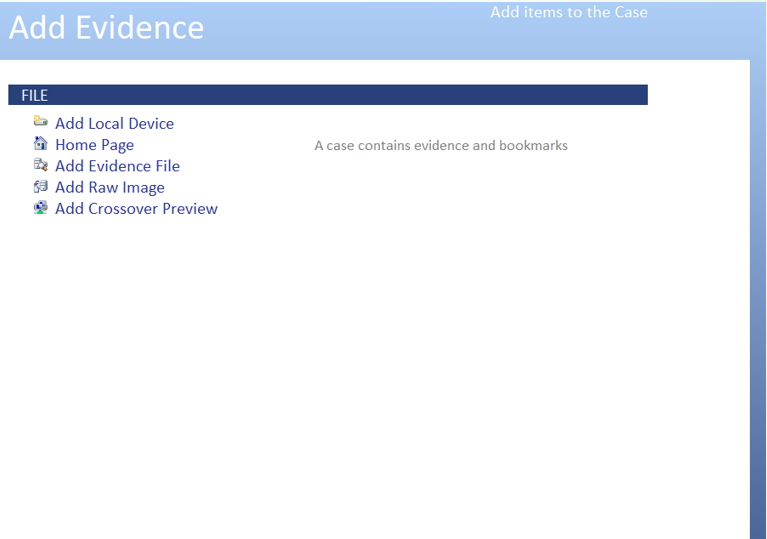 Add items to the Case
Add Evidence
FILE
Add Local Device
Home Page
A case contains evidence and bookmarks
Add Evidence File
Add Raw Image
Add Crossover Preview